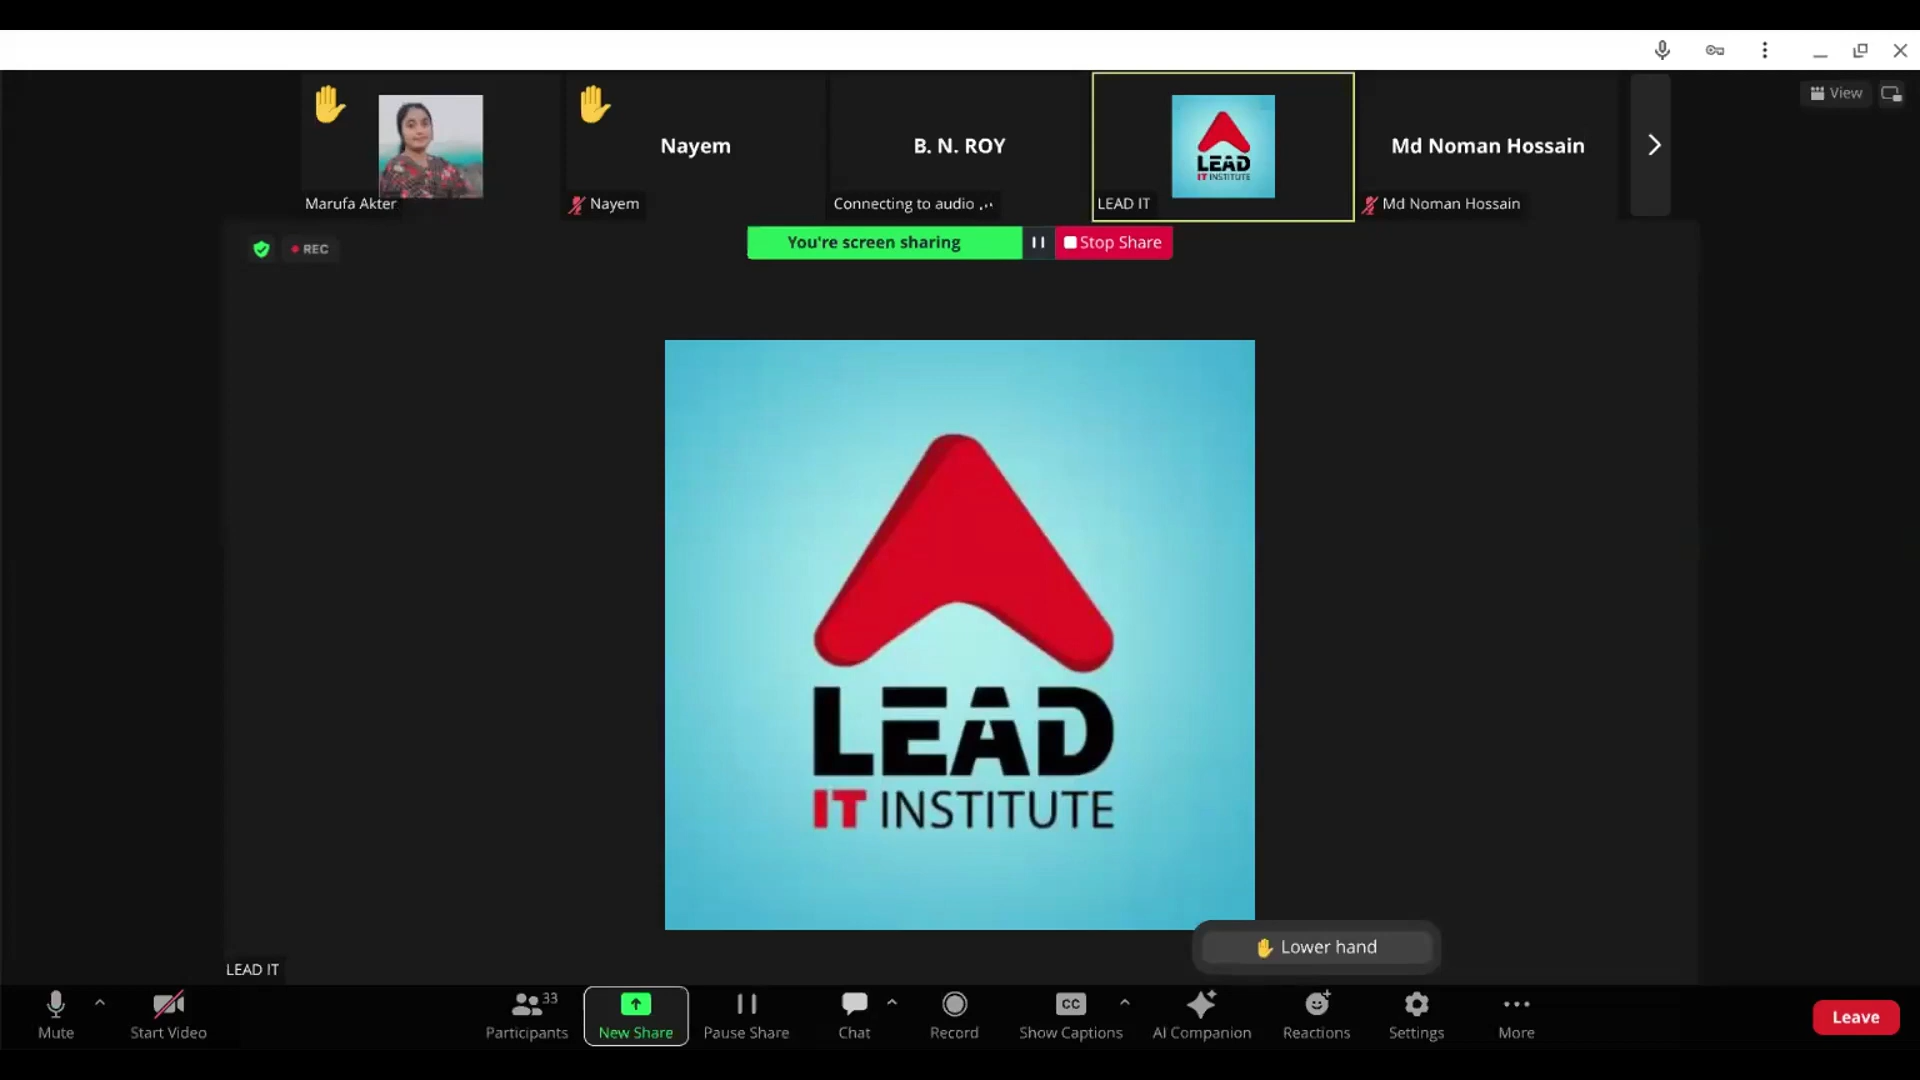 View
Nayem
B. N. ROY
LEAD
IT INSTITUTE
Md Noman Hossain
Marufa Akter
Nayem
Connecting to audio ...
LEAD IT
Md Noman Hossain
REC
You're screen sharing
Stop Share
LEAD
IT INSTITUTE
Lower hand
LEAD IT
Mute
Start Video
33
Participants
New Share
Pause Share
Chat
Record
CC
Show Captions
AI Companion
Reactions
Settings
More
Leave